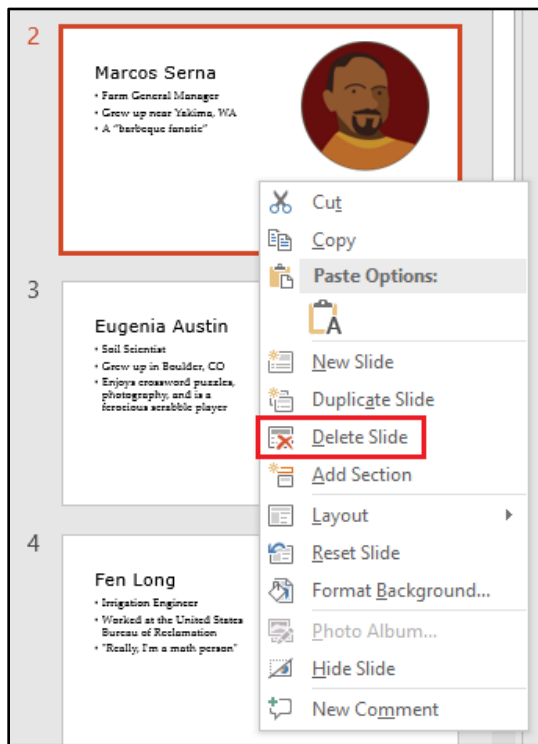 2
Marcos Serna
• Farm General Manager
• Grew up near Yakima, WA
• A "barbeque fanatic"
Cut
Copy
Paste Options:
A
New Slide
Duplicate Slide
Delete Slide
Add Section
Layout
Reset Slide
Format Background...
Photo Album...
Hide Slide
New Comment
3
Eugenia Austin
• Soil Scientist
• Grew up in Boulder, CO
• Enjoys crossword puzzles,
photography, and is a
ferocious scrabble player
4
Fen Long
• Irrigation Engineer
• Worked at the United States
Bureau of Reclamation
• "Really, I'm a math person"